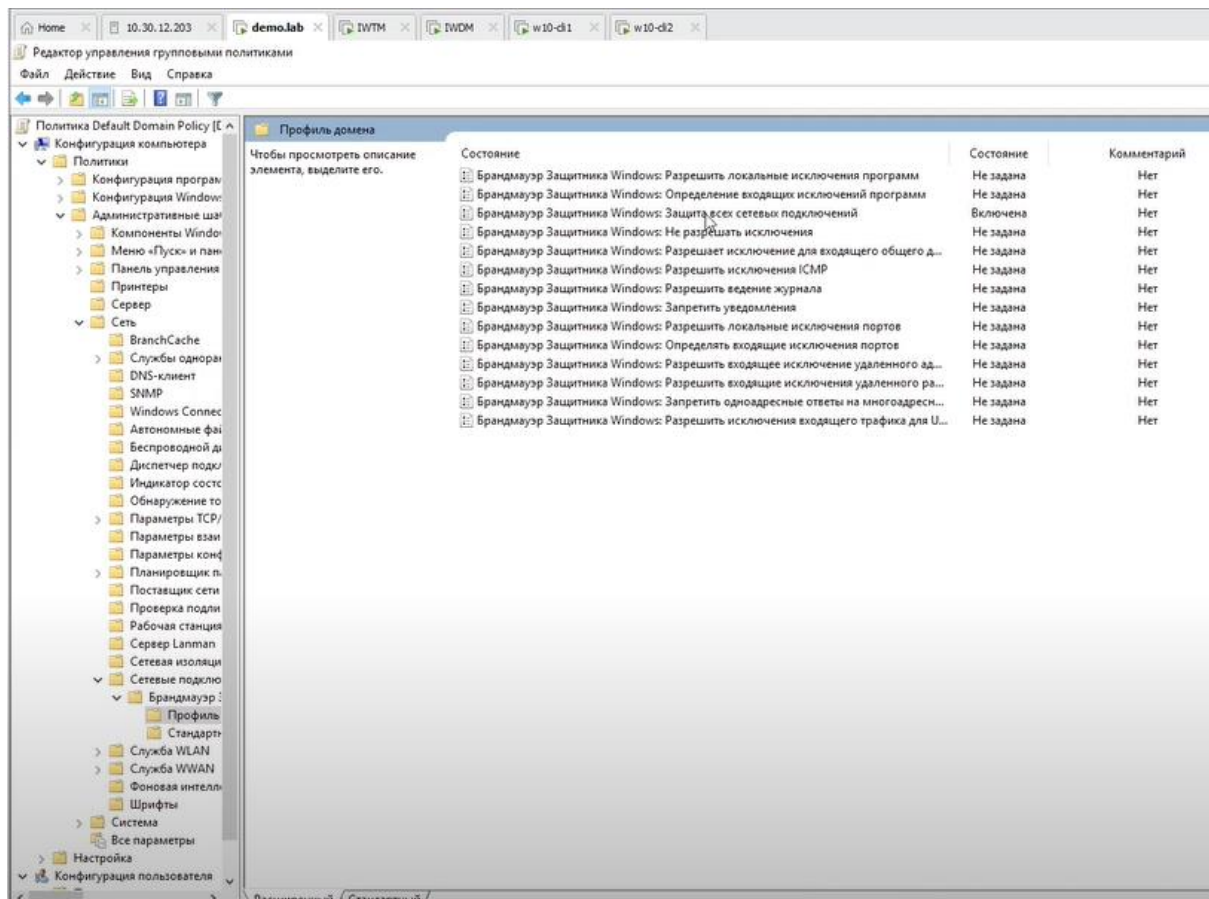 Home
10.30.12.203
demo.lab
IWTM
IWDM
w10-cli1
w10-cli2
Редактор управления групповыми политиками
Файл Действие Вид Справка
Политика Default Domain Policy [D
Конфигурация компьютера
Политики
Конфигурация програм
Конфигурация Window
Административные ша
Компоненты Windo
Меню «Пуск» и пан
Панель управления
Принтеры
Сервер
Сеть
BranchCache
Службы одноран
DNS-клиент
SNMP
Windows Connec
Автономные фай
Беспроводной ди
Диспетчер подкл
Индикатор состо
Обнаружение то
Параметры TCP/
Параметры взаи
Параметры конф
Планировщик па
Поставщик сети
Проверка подли
Рабочая станция
Сервер Lanman
Сетевая изоляци
Сетевые подклю
Брандмауэр З
Профиль
Стандартн
Служба WLAN
Служба WWAN
Фоновая интелл
Шрифты
Система
Все параметры
Настройка
Конфигурация пользователя
Профиль домена
Чтобы просмотреть описание
элемента, выделите его.
Состояние Состояние Комментарий
Брандмауэр Защитника Windows: Разрешить локальные исключения программ Не задана Нет
Брандмауэр Защитника Windows: Определение входящих исключений программ Не задана Нет
Брандмауэр Защитника Windows: Защита всех сетевых подключений Включена Нет
Брандмауэр Защитника Windows: Не разрешать исключения Не задана Нет
Брандмауэр Защитника Windows: Разрешает исключение для входящего общего д... Не задана Нет
Брандмауэр Защитника Windows: Разрешить исключения ICMP Не задана Нет
Брандмауэр Защитника Windows: Разрешить ведение журнала Не задана Нет
Брандмауэр Защитника Windows: Запретить уведомления Не задана Нет
Брандмауэр Защитника Windows: Разрешить локальные исключения портов Не задана Нет
Брандмауэр Защитника Windows: Определять входящие исключения портов Не задана Нет
Брандмауэр Защитника Windows: Разрешить входящее исключение удаленного ад... Не задана Нет
Брандмауэр Защитника Windows: Разрешить входящие исключения удаленного ра... Не задана Нет
Брандмауэр Защитника Windows: Запретить одноадресные ответы на многоадресн... Не задана Нет
Брандмауэр Защитника Windows: Разрешить исключения входящего трафика для U... Не задана Нет
Расширенный Стандартный